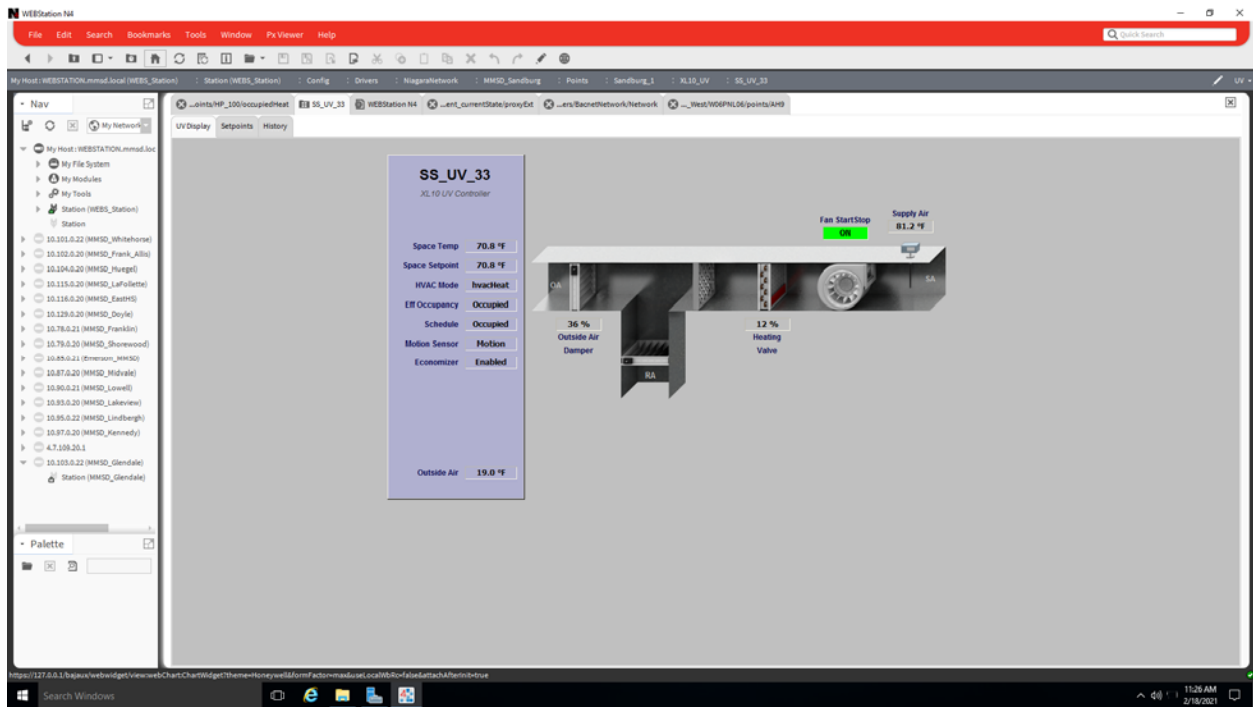 WEBStation N4
File Edit Search Bookmarks Tools Window Px Viewer Help
Quick Search
My Host : WEBSTATION.mmsd.local (WEBS_Station) : Station (WEBS_Station) : Config : Drivers : NiagaraNetwork : MMSD_Sandburg : Points : Sandburg_1 : XL10_UV : SS_UV_33
UV
Nav
My Network
My Host : WEBSTATION.mmsd.loc
My File System
My Modules
My Tools
Station (WEBS_Station)
Station
10.101.0.22 (MMSD_Whitehorse)
10.102.0.20 (MMSD_Frank_Allis)
10.104.0.20 (MMSD_Huegel)
10.115.0.20 (MMSD_LaFollette)
10.116.0.20 (MMSD_EastHS)
10.129.0.20 (MMSD_Doyle)
10.78.0.21 (MMSD_Franklin)
10.79.0.20 (MMSD_Shorewood)
10.85.0.21 (Emerson_MMSD)
10.87.0.20 (MMSD_Midvale)
10.90.0.21 (MMSD_Lowell)
10.93.0.20 (MMSD_Lakeview)
10.95.0.22 (MMSD_Lindbergh)
10.97.0.20 (MMSD_Kennedy)
4.7.109.20.1
10.103.0.22 (MMSD_Glendale)
Station (MMSD_Glendale)
Palette
...oints/HP_100/occupiedHeat SS_UV_33 WEBStation N4 ...ent_currentState/proxyExt ...ers/BacnetNetwork/Network ..._West/W06PNL06/points/AH9
UV Display Setpoints History
SS_UV_33
XL10 UV Controller
Space Temp 70.8 °F
Space Setpoint 70.8 °F
HVAC Mode hvacHeat
Eff Occupancy Occupied
Schedule Occupied
Motion Sensor Motion
Economizer Enabled
Outside Air 19.0 °F
Fan StartStop
ON
Supply Air
81.2 °F
OA
SA
RA
36 %
Outside Air
Damper
12 %
Heating
Valve
https://127.0.0.1/bajaux/webwidget/view:webChart:ChartWidget?theme=Honeywell&formFactor=max&useLocalWbRc=false&attachAfterInit=true
Search Windows
11:26 AM
2/18/2021